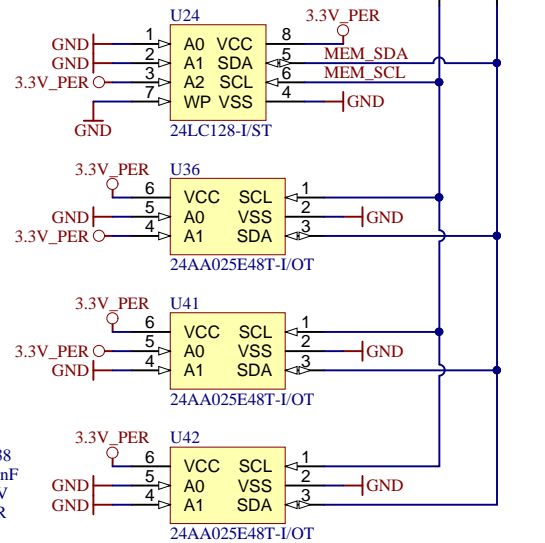 U24
3.3V_PER
GND 1 A0 VCC 8
GND 2 A1 SDA 5 MEM_SDA
3.3V_PER 3 A2 SCL 6 MEM_SCL
7 WP VSS 4 GND
GND
24LC128-I/ST
3.3V_PER U36
6 VCC SCL 1
GND 5 A0 VSS 2 GND
3.3V_PER 4 A1 SDA 3
24AA025E48T-I/OT
3.3V_PER U41
6 VCC SCL 1
3.3V_PER 5 A0 VSS 2 GND
GND 4 A1 SDA 3
24AA025E48T-I/OT
3.3V_PER U42
38
6 VCC SCL 1
nF
GND 5 A0 VSS 2 GND
V
GND 4 A1 SDA 3
R
24AA025E48T-I/OT